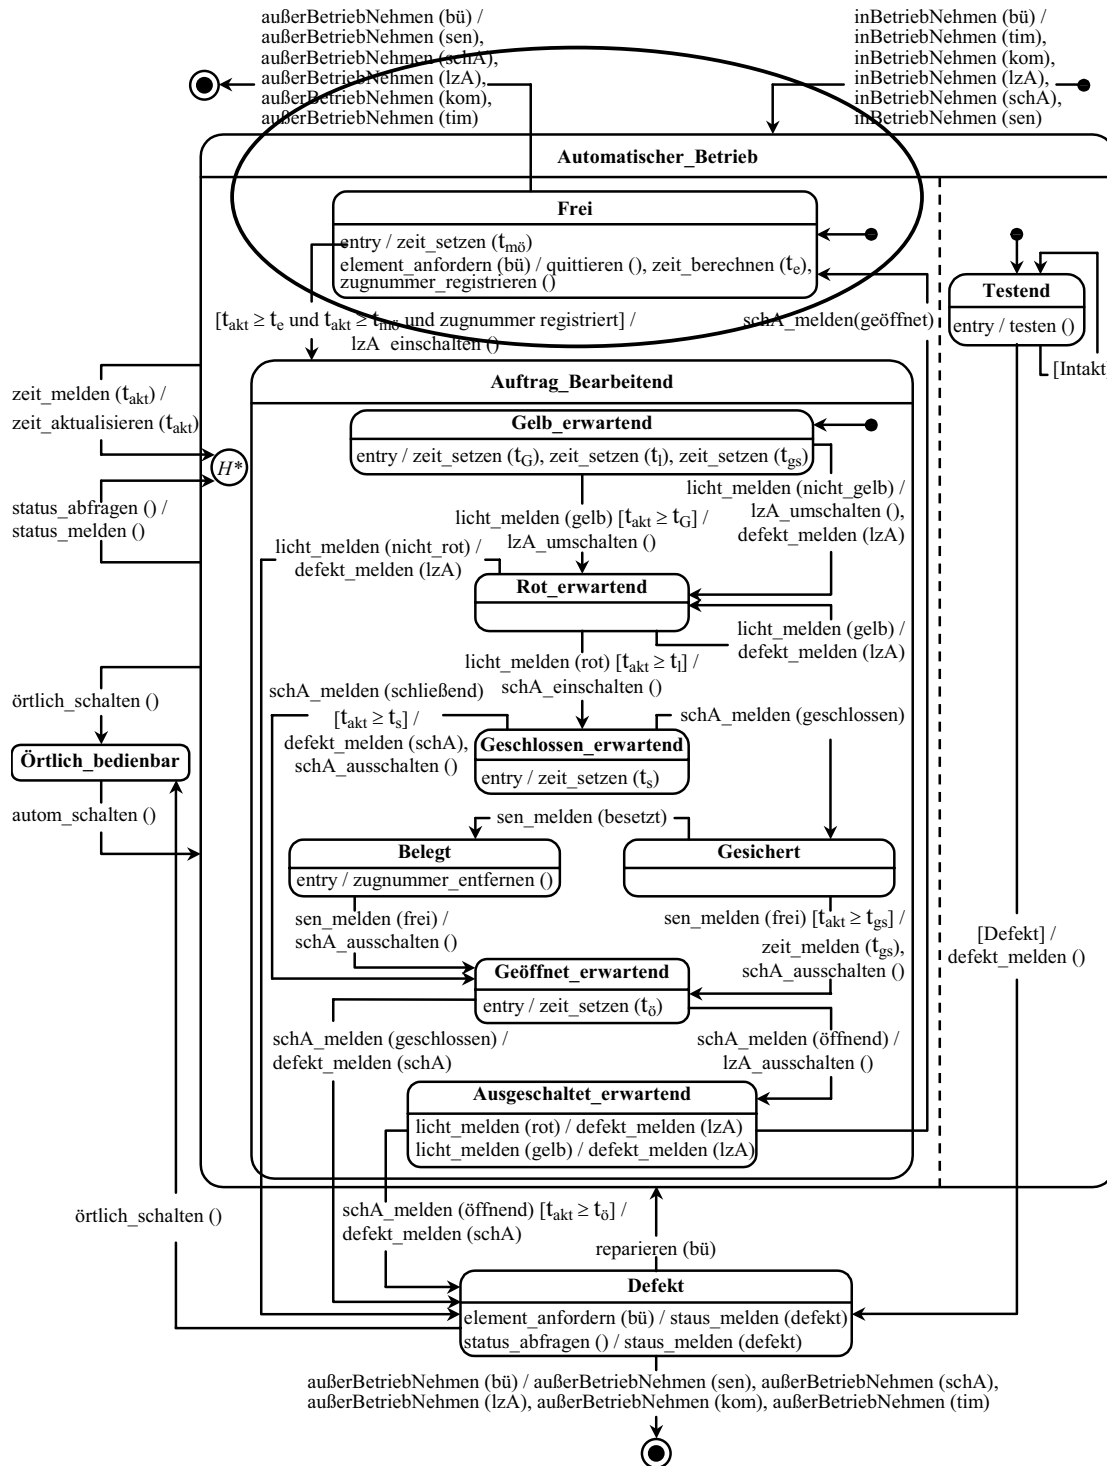 außerBetriebNehmen (bü) /
außerBetriebNehmen (sen),
außerBetriebNehmen (schA),
außerBetriebNehmen (lzA),
außerBetriebNehmen (kom),
außerBetriebNehmen (tim)
inBetriebNehmen (bü) /
inBetriebNehmen (tim),
inBetriebNehmen (kom),
inBetriebNehmen (lzA),
inBetriebNehmen (schA),
inBetriebNehmen (sen)
Automatischer_Betrieb
Frei
entry / zeit_setzen (tmö)
element_anfordern (bü) / quittieren (), zeit_berechnen (te),
zugnummer_registrieren ()
Testend
entry / testen ()
[Intakt]
[takt ≥ te und takt ≥ tmö und zugnummer registriert] /
lzA_einschalten ()
schA_melden(geöffnet)
Auftrag_Bearbeitend
zeit_melden (takt) /
zeit_aktualisieren (takt)
H*
status_abfragen () /
status_melden ()
Gelb_erwartend
entry / zeit_setzen (tG), zeit_setzen (tl), zeit_setzen (tgs)
licht_melden (gelb) [takt ≥ tG] /
lzA_umschalten ()
licht_melden (nicht_gelb) /
lzA_umschalten (),
defekt_melden (lzA)
licht_melden (nicht_rot) /
defekt_melden (lzA)
Rot_erwartend
licht_melden (gelb) /
defekt_melden (lzA)
licht_melden (rot) [takt ≥ tl] /
schA_einschalten ()
örtlich_schalten ()
schA_melden (schließend)
[takt ≥ ts] /
defekt_melden (schA),
schA_ausschalten ()
schA_melden (geschlossen)
Geschlossen_erwartend
entry / zeit_setzen (ts)
Örtlich_bedienbar
autom_schalten ()
sen_melden (besetzt)
Belegt
entry / zugnummer_entfernen ()
Gesichert
sen_melden (frei) /
schA_ausschalten ()
sen_melden (frei) [takt ≥ tgs] /
zeit_melden (tgs),
schA_ausschalten ()
[Defekt] /
defekt_melden ()
Geöffnet_erwartend
entry / zeit_setzen (tö)
schA_melden (geschlossen) /
defekt_melden (schA)
schA_melden (öffnend) /
lzA_ausschalten ()
Ausgeschaltet_erwartend
licht_melden (rot) / defekt_melden (lzA)
licht_melden (gelb) / defekt_melden (lzA)
örtlich_schalten ()
schA_melden (öffnend) [takt ≥ tö] /
defekt_melden (schA)
reparieren (bü)
Defekt
element_anfordern (bü) / staus_melden (defekt)
status_abfragen () / staus_melden (defekt)
außerBetriebNehmen (bü) / außerBetriebNehmen (sen), außerBetriebNehmen (schA),
außerBetriebNehmen (lzA), außerBetriebNehmen (kom), außerBetriebNehmen (tim)